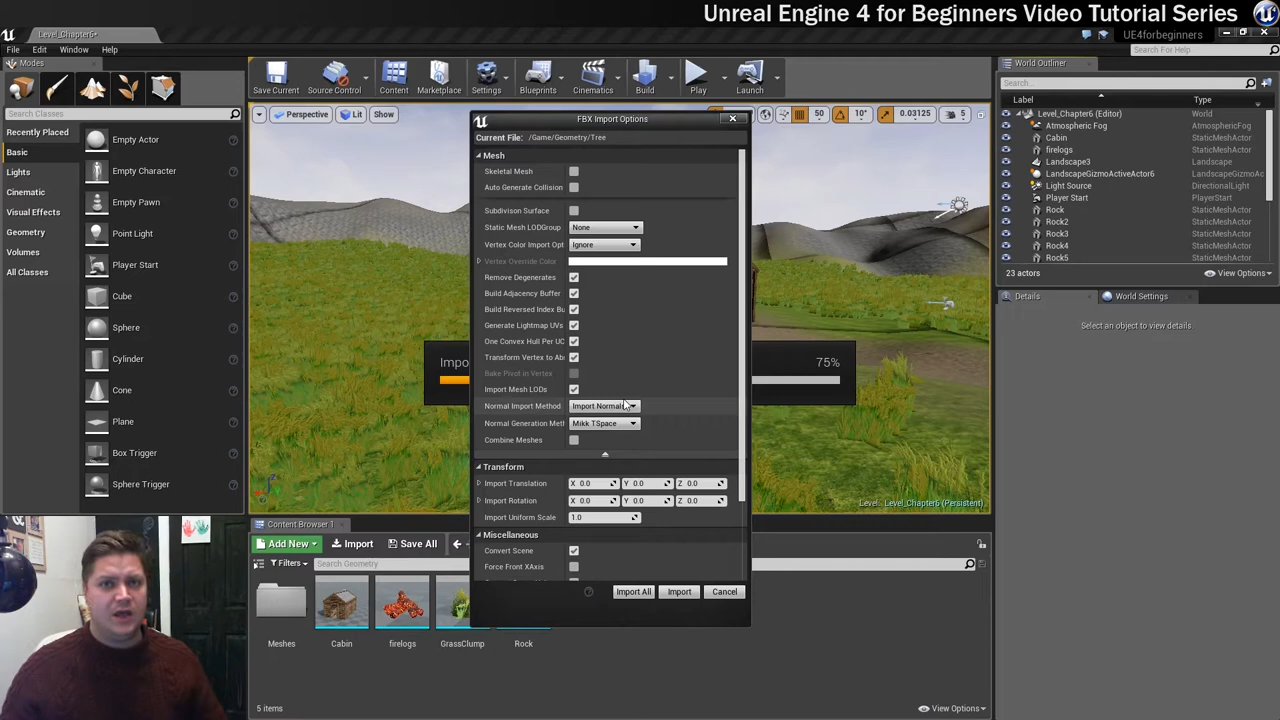 Unreal Engine 4 for Beginners Video Tutorial Series
Level_Chapter6*
UE4forbeginners
File Edit Window Help
Search For Help
Modes
Search Classes
Recently Placed
Basic
Lights
Cinematic
Visual Effects
Geometry
Volumes
All Classes
Empty Actor
Empty Character
Empty Pawn
Point Light
Player Start
Cube
Sphere
Cylinder
Cone
Plane
Box Trigger
Sphere Trigger
Save Current
Source Control
Content
Marketplace
Settings
Blueprints
Cinematics
Build
Play
Launch
Perspective
Lit
Show
50
10°
0.03125
5
75%
Level: Level_Chapter6 (Persistent)
FBX Import Options
Current File: /Game/Geometry/Tree
Mesh
Skeletal Mesh
Auto Generate Collision
Subdivison Surface
Static Mesh LODGroup None
Vertex Color Import Opt Ignore
Vertex Override Color
Remove Degenerates
Build Adjacency Buffer
Build Reversed Index Bu
Generate Lightmap UVs
One Convex Hull Per UC
Transform Vertex to Abs
Bake Pivot in Vertex
Import Mesh LODs
Normal Import Method Import Normals
Normal Generation Meth Mikk TSpace
Combine Meshes
Transform
Import Translation X 0.0 Y 0.0 Z 0.0
Import Rotation X 0.0 Y 0.0 Z 0.0
Import Uniform Scale 1.0
Miscellaneous
Convert Scene
Force Front XAxis
Import All Import Cancel
World Outliner
Search...
Label Type
Level_Chapter6 (Editor)
Atmospheric Fog AtmosphericFog
Cabin StaticMeshActor
firelogs StaticMeshActor
Landscape3 Landscape
LandscapeGizmoActiveActor6 LandscapeGizmoAc
Light Source DirectionalLight
Player Start PlayerStart
Rock StaticMeshActor
Rock2 StaticMeshActor
Rock3 StaticMeshActor
Rock4 StaticMeshActor
Rock5 StaticMeshActor
23 actors
View Options
Details
World Settings
Select an object to view details.
Content Browser 1
Add New
Import
Save All
Filters
Search Geometry
Meshes
Cabin
firelogs
GrassClump
Rock
5 items
View Options